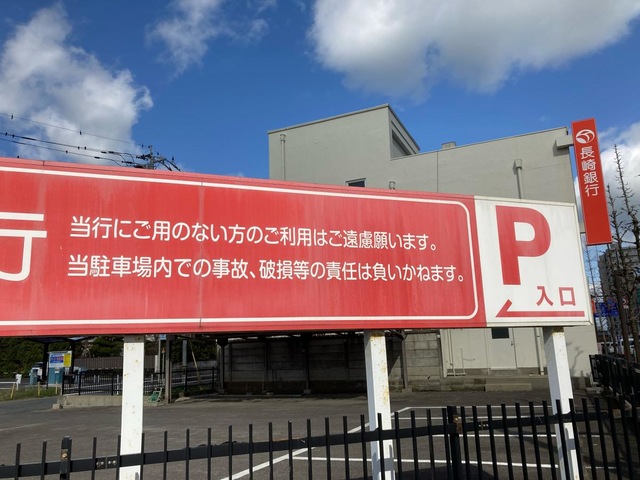 行
当行にご用のない方のご利用はご遠慮願います。
当駐車場内での事故、破損等の責任は負いかねます。
P
入口
長崎銀行